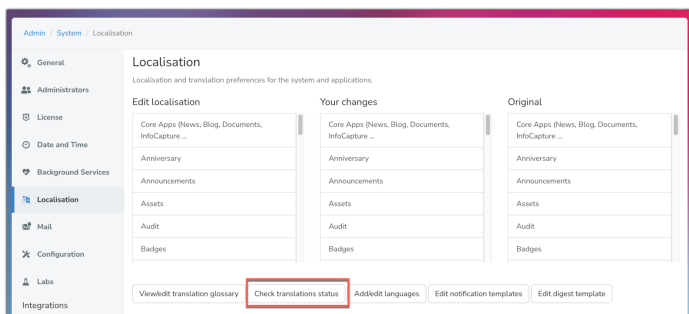 Admin / System / Localisation
General
Administrators
License
Date and Time
Background Services
Localisation
Mail
Configuration
Labs
Integrations
Localisation
Localisation and translation preferences for the system and applications.
Edit localisation
Core Apps (News, Blog, Documents,
InfoCapture ...
Anniversary
Announcements
Assets
Audit
Badges
Your changes
Core Apps (News, Blog, Documents,
InfoCapture ...
Anniversary
Announcements
Assets
Audit
Badges
Original
Core Apps (News, Blog, Documents,
InfoCapture ...
Anniversary
Announcements
Assets
Audit
Badges
View/edit translation glossary
Check translations status
Add/edit languages
Edit notification templates
Edit digest template